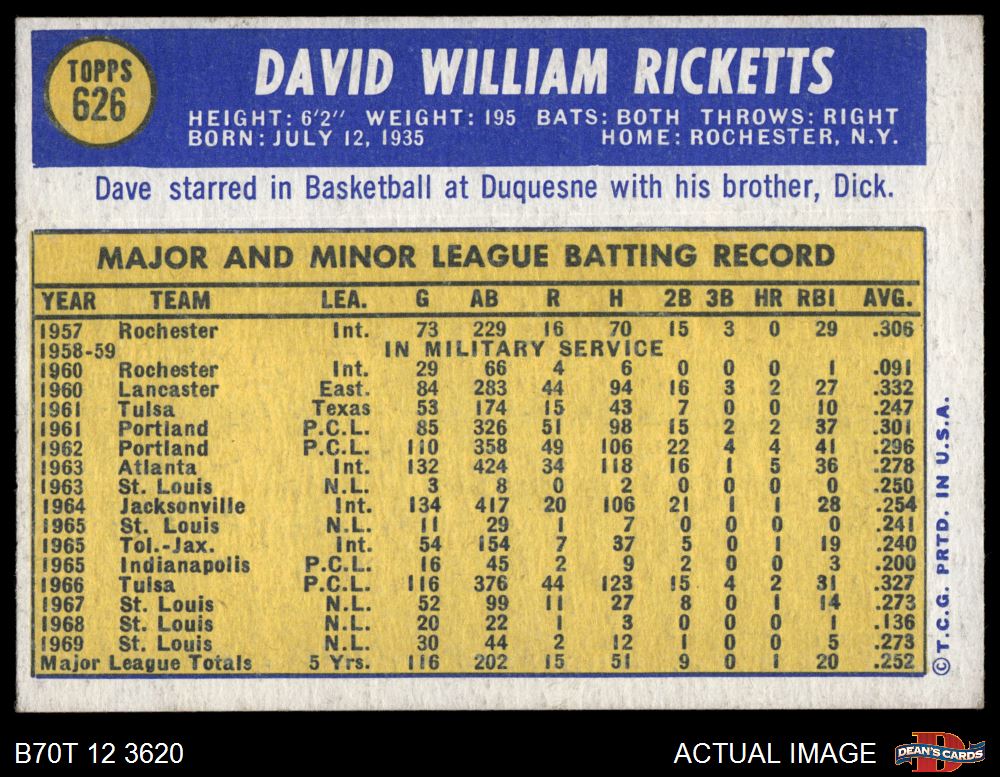 TOPPS
626
DAVID WILLIAM RICKETTS
HEIGHT: 6'2" WEIGHT: 195 BATS: BOTH THROWS: RIGHT
BORN: JULY 12, 1935 HOME: ROCHESTER, N.Y.
Dave starred in Basketball at Duquesne with his brother, Dick.
MAJOR AND MINOR LEAGUE BATTING RECORD
YEAR TEAM LEA. G AB R H 2B 3B HR RBI AVG.
1957 Rochester Int. 73 229 16 70 15 3 0 29 .306
1958-59 IN MILITARY SERVICE
1960 Rochester Int. 29 66 4 6 0 0 0 1 .091
1960 Lancaster East. 84 283 44 94 16 3 2 27 .332
1961 Tulsa Texas 53 174 15 43 7 0 0 10 .247
1961 Portland P.C.L. 85 326 51 98 15 2 2 37 .301
1962 Portland P.C.L. 110 358 49 106 22 4 4 41 .296
1963 Atlanta Int. 132 424 34 118 16 1 5 36 .278
1963 St. Louis N.L. 3 8 0 2 0 0 0 0 .250
1964 Jacksonville Int. 134 417 20 106 21 1 1 28 .254
1965 St. Louis N.L. 11 29 1 7 0 0 0 0 .241
1965 Tol.-Jax. Int. 54 154 7 37 5 0 1 19 .240
1965 Indianapolis P.C.L. 16 45 2 9 2 0 0 3 .200
1966 Tulsa P.C.L. 116 376 44 123 15 4 2 31 .327
1967 St. Louis N.L. 52 99 11 27 8 0 1 14 .273
1968 St. Louis N.L. 20 22 1 3 0 0 0 1 .136
1969 St. Louis N.L. 30 44 2 12 1 0 0 5 .273
Major League Totals 5 Yrs. 116 202 15 51 9 0 1 20 .252
©T.C.G. PRTD. IN U.S.A.
B70T 12 3620
ACTUAL IMAGE
D
DEAN'S CARDS